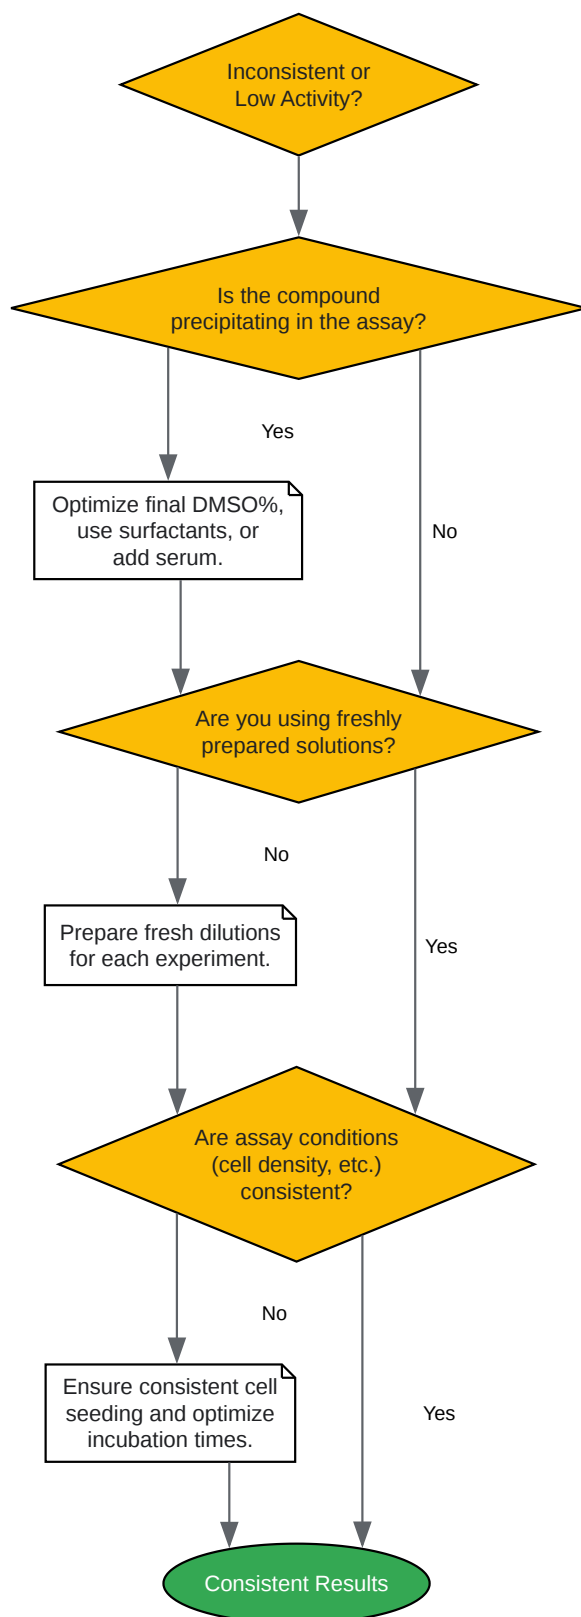 Inconsistent or
Low Activity?
Is the compound
precipitating in the assay?
Yes
Optimize final DMSO%,
use surfactants, or
add serum.
No
Are you using freshly
prepared solutions?
No
Prepare fresh dilutions
for each experiment.
Yes
Are assay conditions
(cell density, etc.)
consistent?
No
Ensure consistent cell
seeding and optimize
incubation times.
Yes
Consistent Results